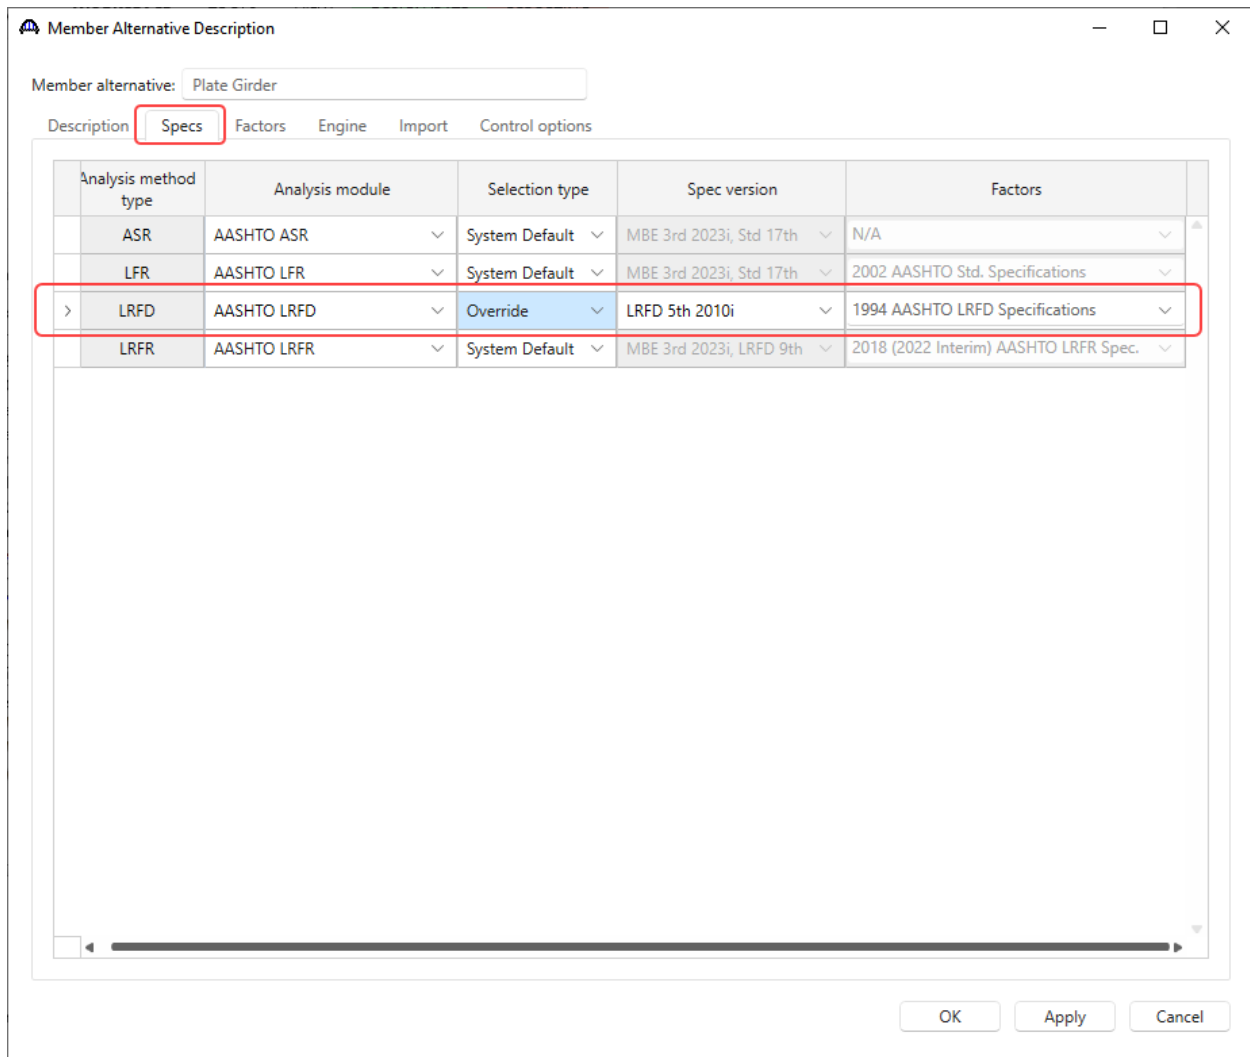 Member Alternative Description
Member alternative: Plate Girder
Description Specs Factors Engine Import Control options
Analysis method type Analysis module Selection type Spec version Factors
ASR AASHTO ASR System Default MBE 3rd 2023i, Std 17th N/A
LFR AASHTO LFR System Default MBE 3rd 2023i, Std 17th 2002 AASHTO Std. Specifications
LRFD AASHTO LRFD Override LRFD 5th 2010i 1994 AASHTO LRFD Specifications
LRFR AASHTO LRFR System Default MBE 3rd 2023i, LRFD 9th 2018 (2022 Interim) AASHTO LRFR Spec.
OK Apply Cancel